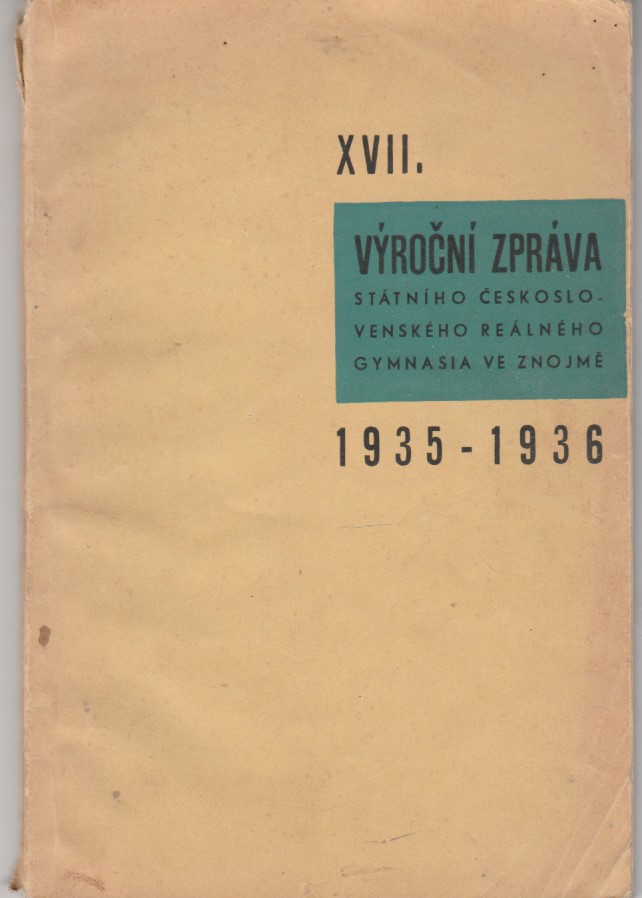 XVII.
VÝROČNÍ ZPRÁVA
STÁTNÍHO ČESKOSLO-
VENSKÉHO REÁLNÉHO
GYMNASIA VE ZNOJMĚ
1935-1936